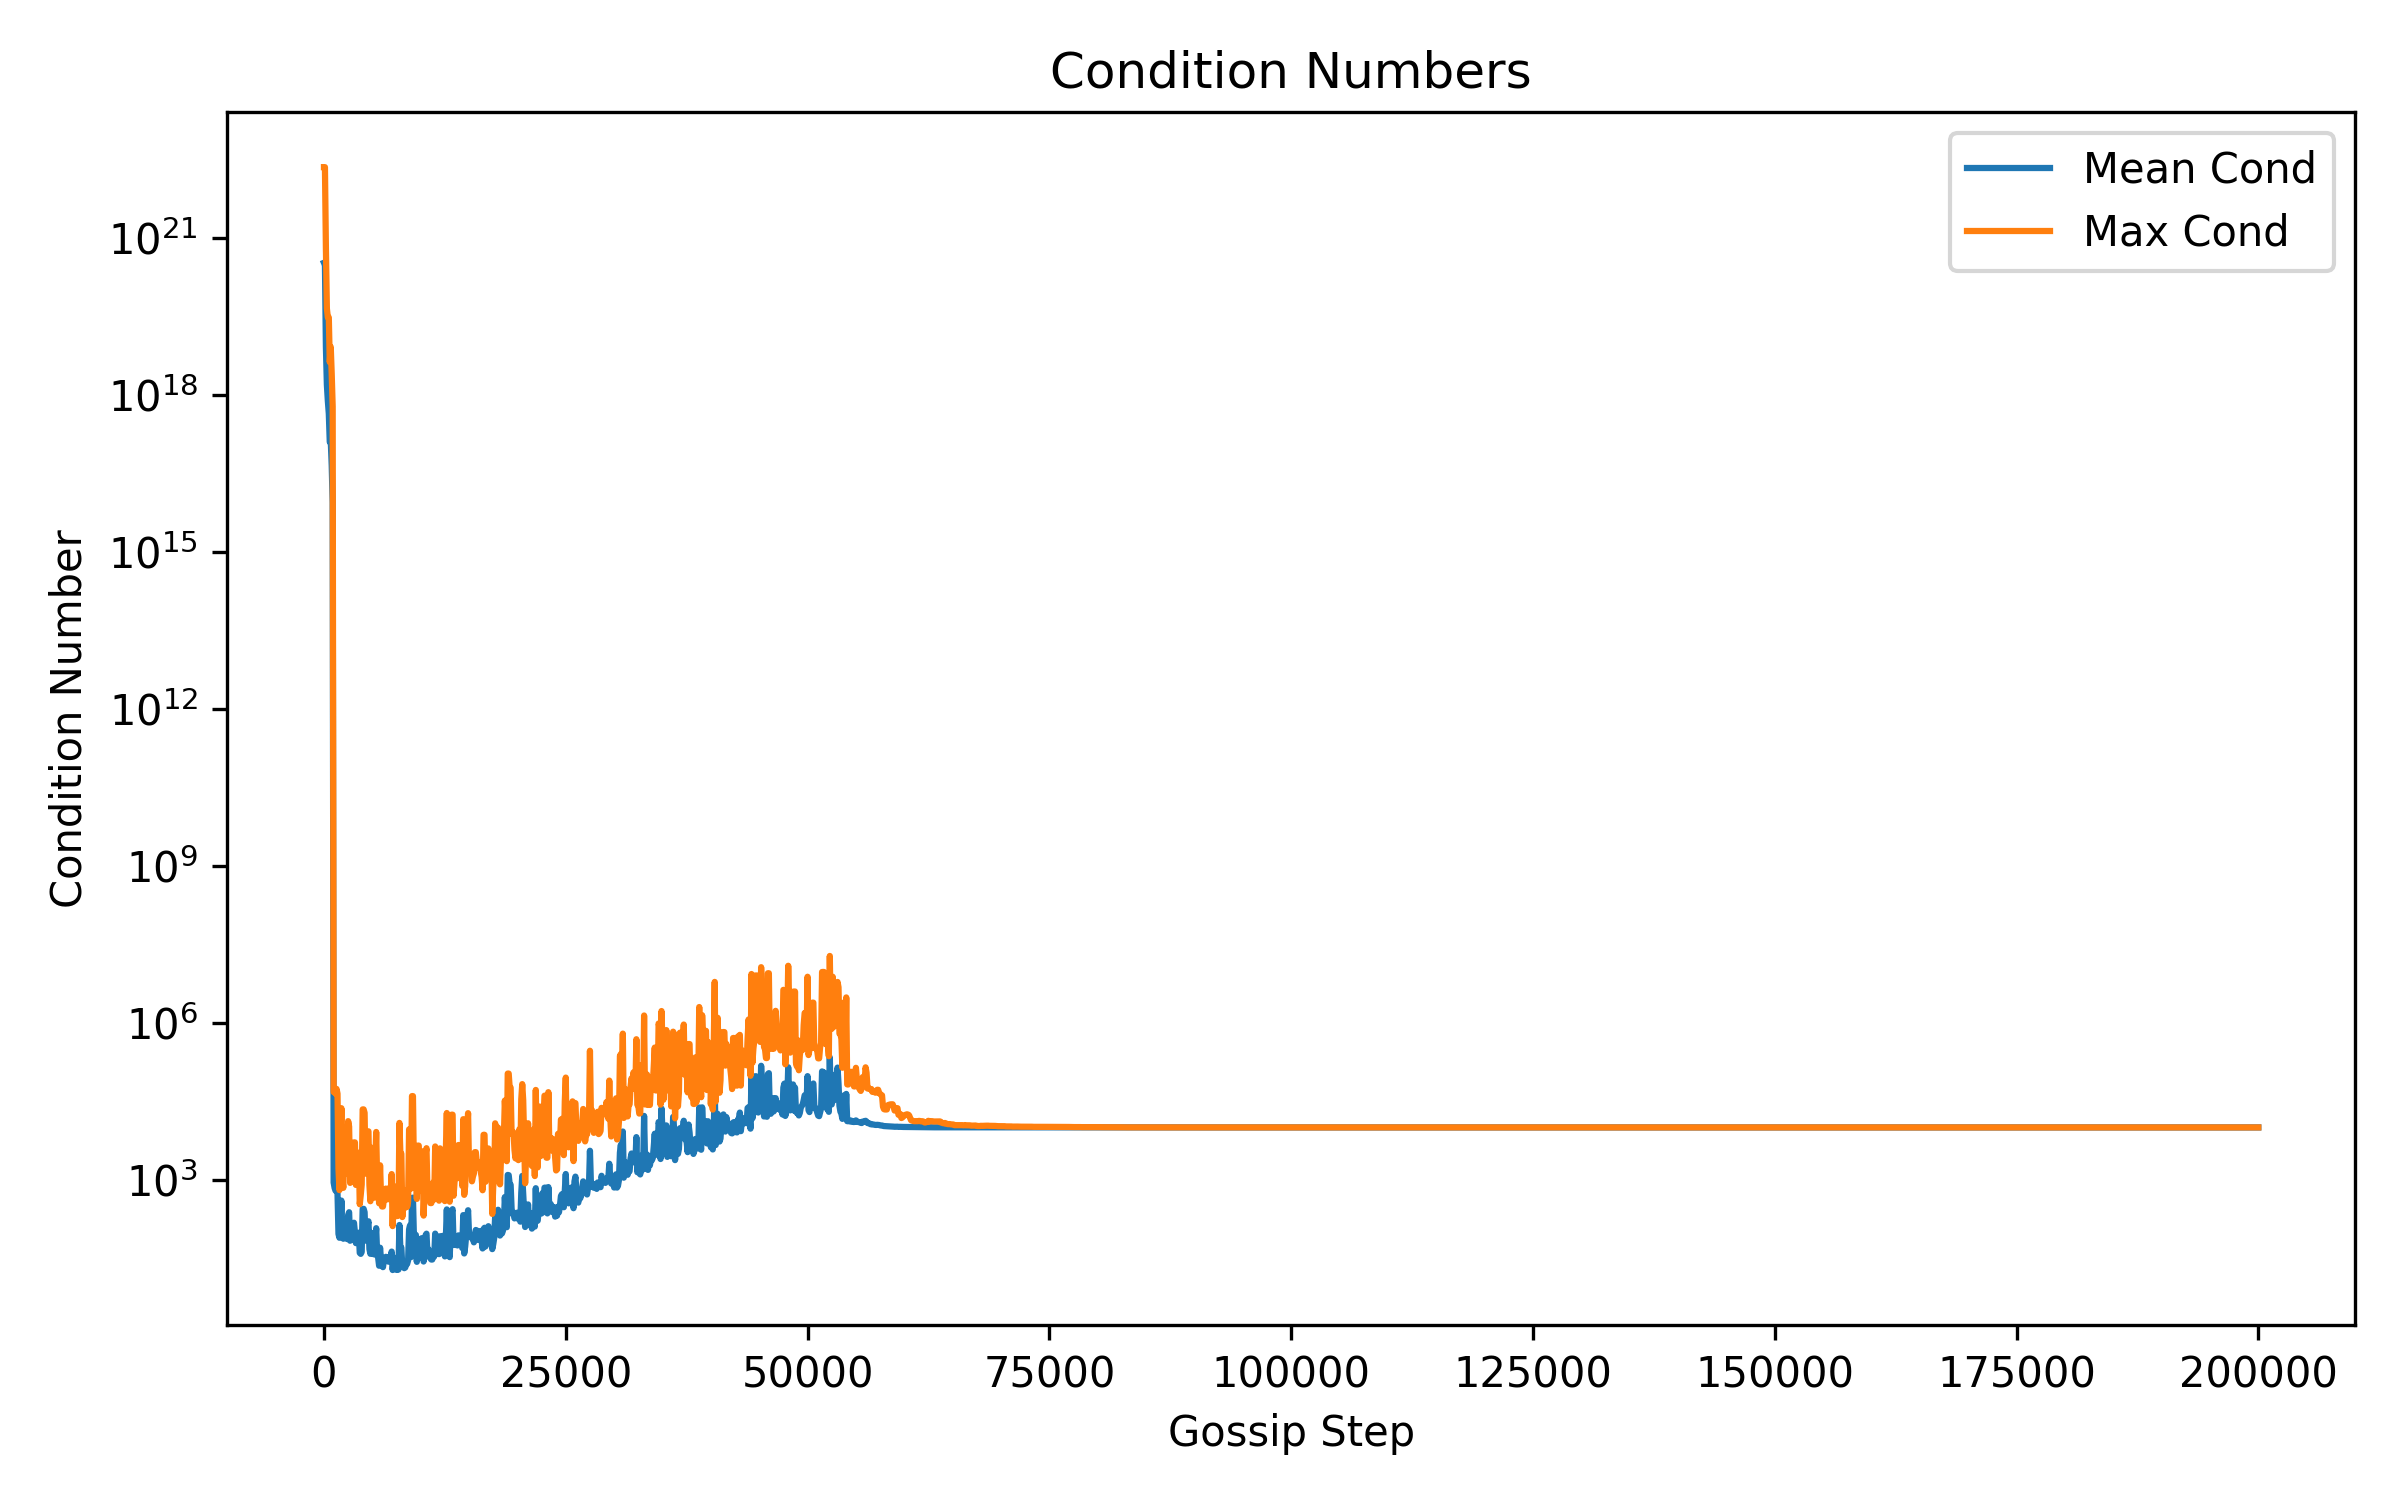 Condition Numbers
Mean Cond
Max Cond
Condition Number
10^21
10^18
10^15
10^12
10^9
10^6
10^3
0 25000 50000 75000 100000 125000 150000 175000 200000
Gossip Step